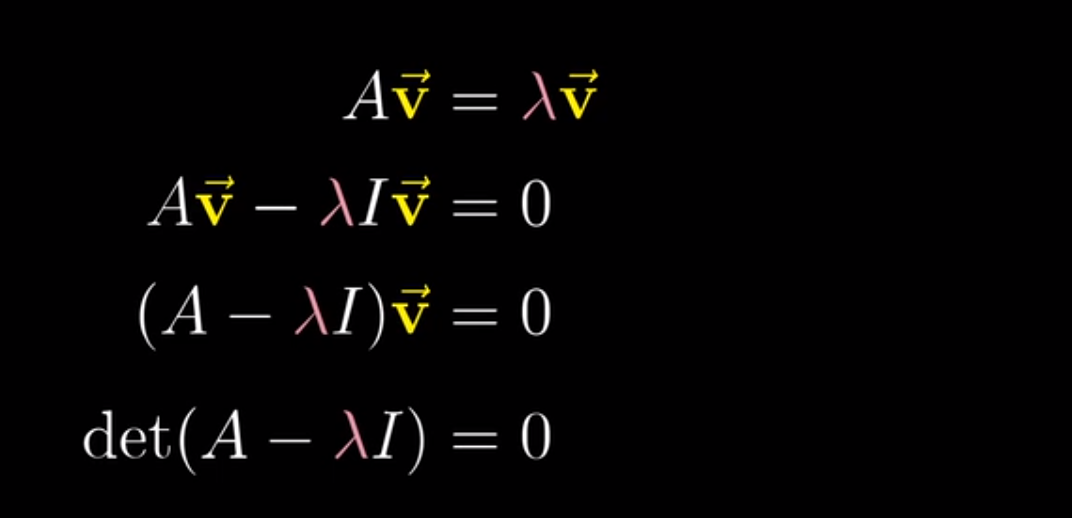 A𝐯⃗ = λ𝐯⃗
A𝐯⃗ − λI𝐯⃗ = 0
(A − λI)𝐯⃗ = 0
det(A − λI) = 0